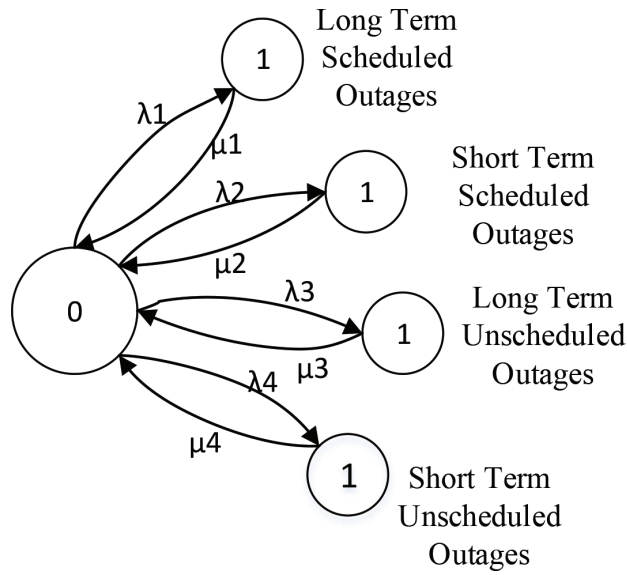 1
Long Term
Scheduled
Outages
λ1
μ1
1
Short Term
Scheduled
Outages
λ2
μ2
0
1
Long Term
Unscheduled
Outages
λ3
μ3
λ4
μ4
1
Short Term
Unscheduled
Outages